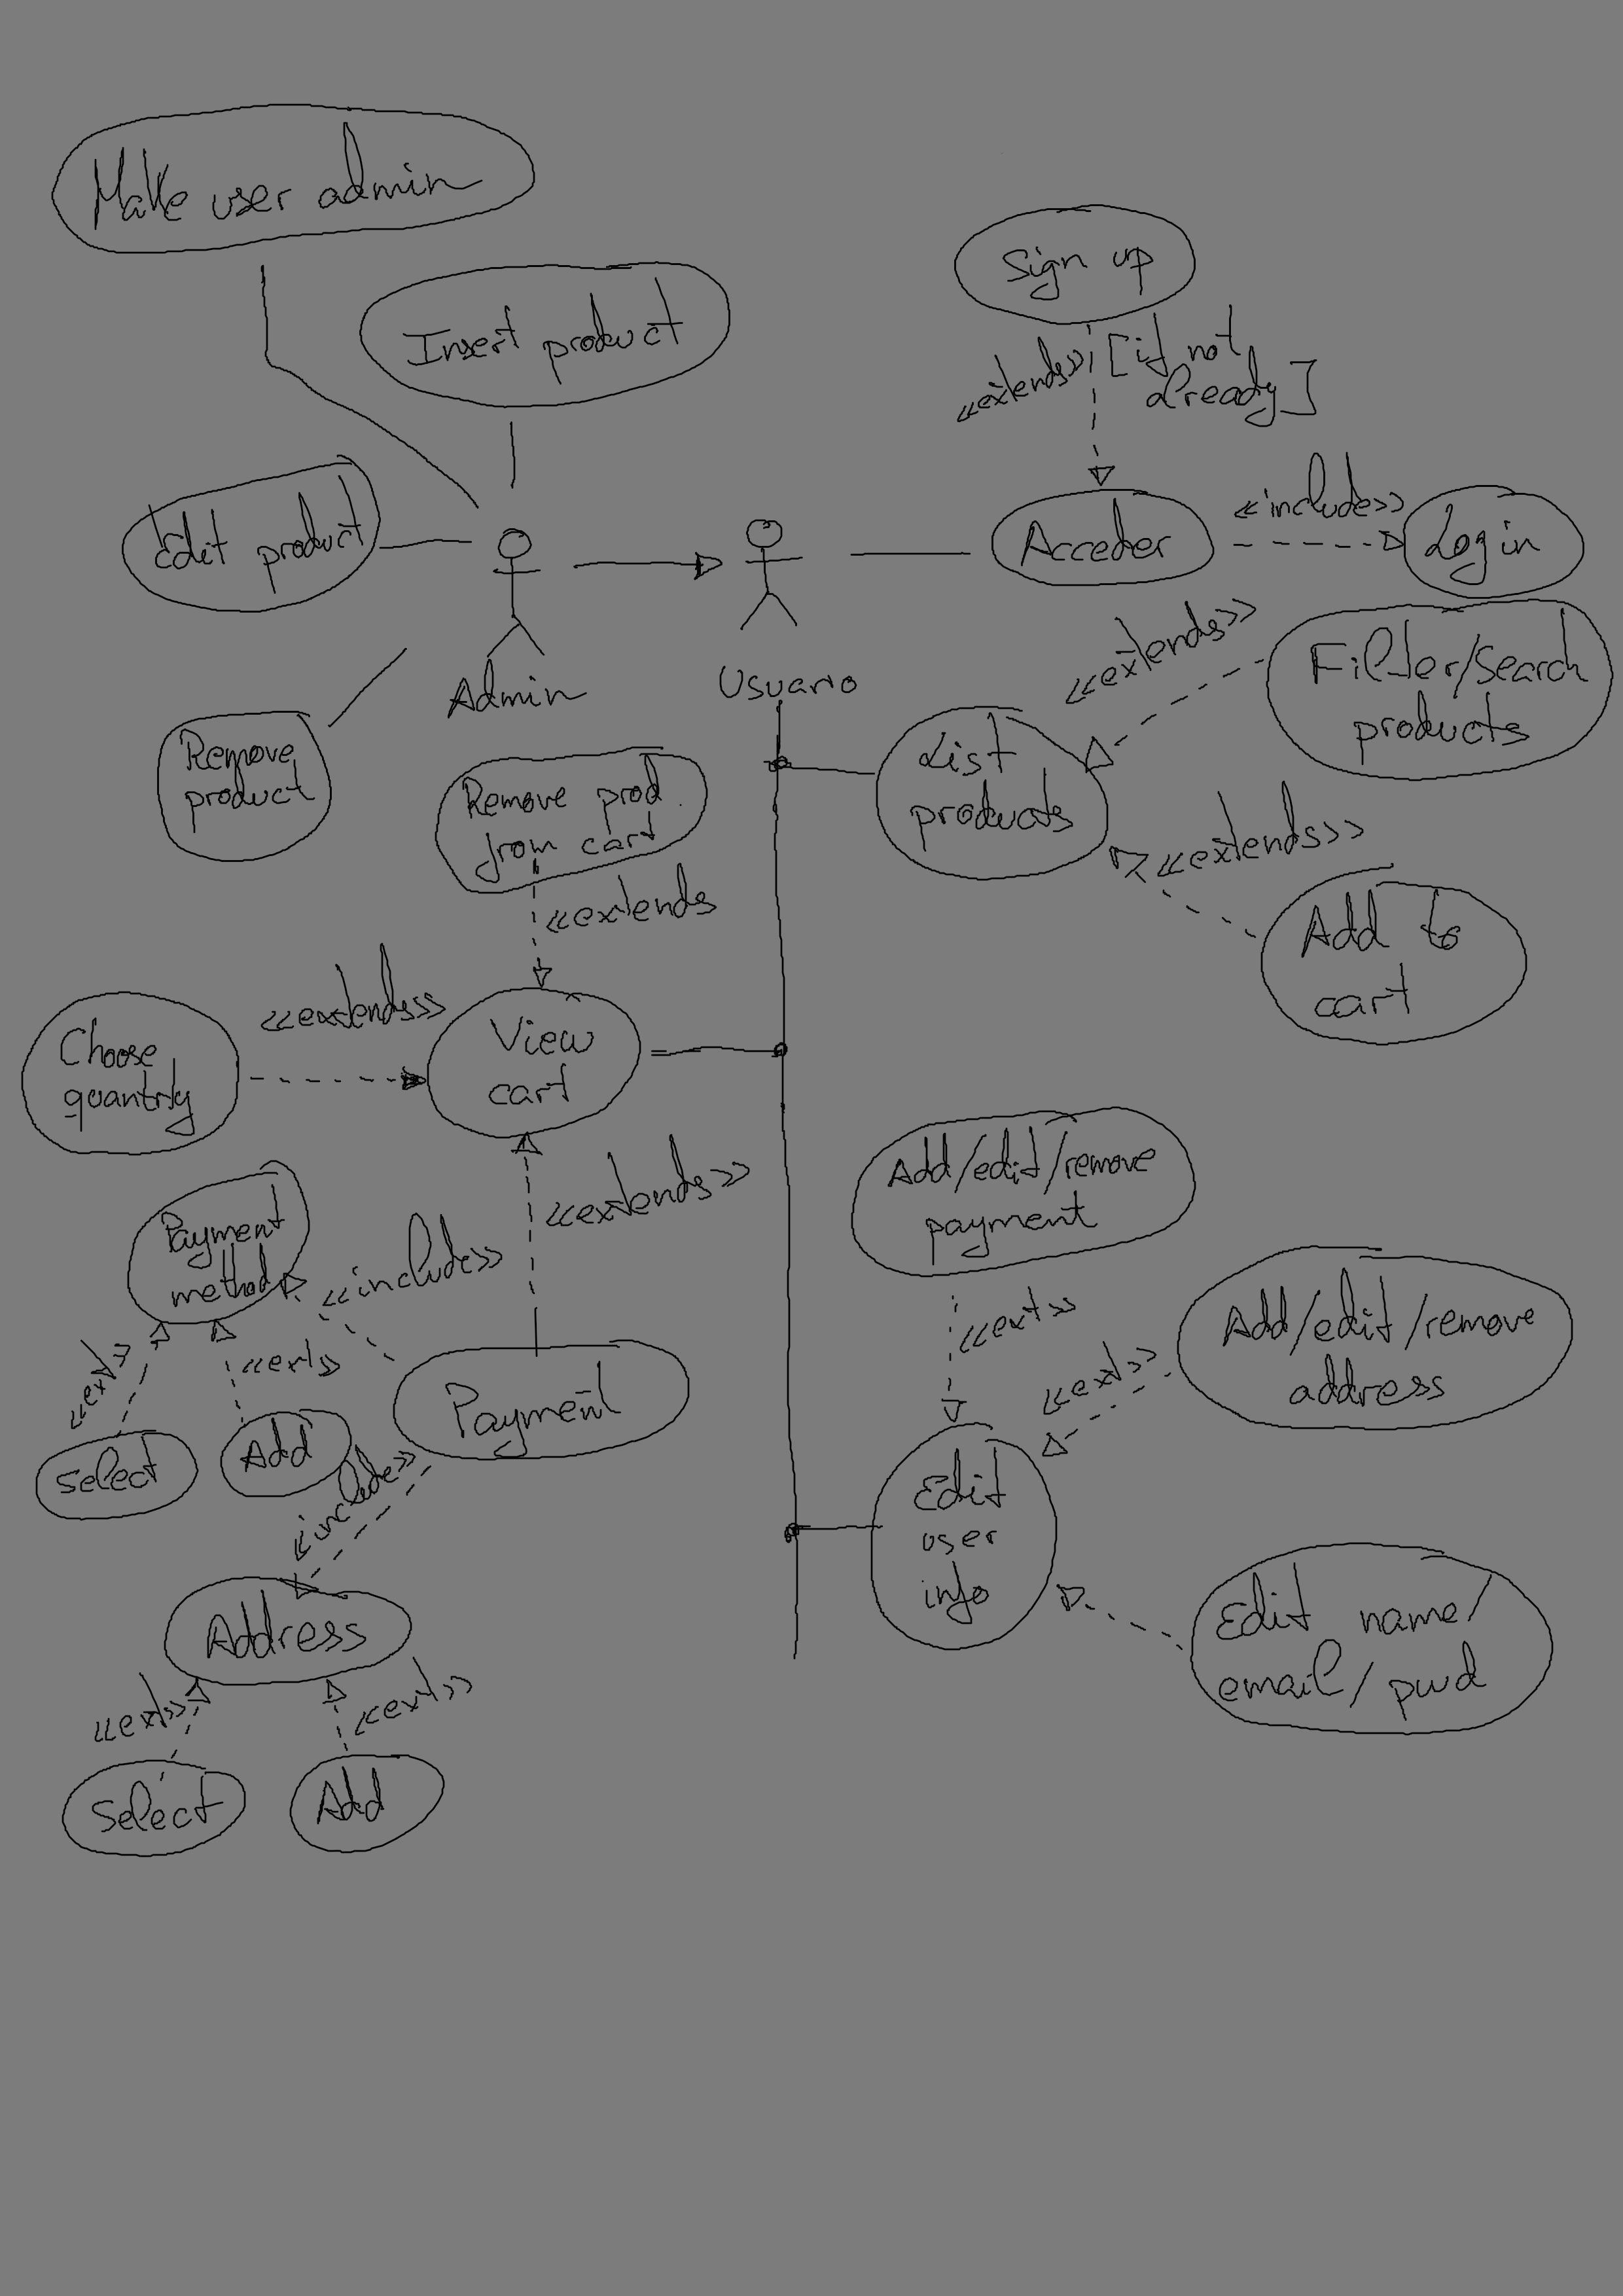 Make user admin
Insert product
Sign up
<<extends>> [if not
already]
Edit product
Acceder
<<include>>
Log in
Admin
Usuario
<<extends>>
Filter/Search
products
Remove
product
Remove prod.
from cart
List
products
<<extends
<<extends>>
Add to
cart
Choose
quantity
<<extends>>
View
cart
<<extends>>
Add/edit/remove
payment
Payment
method
<<include>>
<<ext>>
Add/edit/remove
address
<<ext>>
<<ext>>
<<ext>>
Select
Add
Payment
<<include>>
Edit
user
info
Edit name/
email/pwd
Address
<<ext>>
<<ext>>
Select
Add